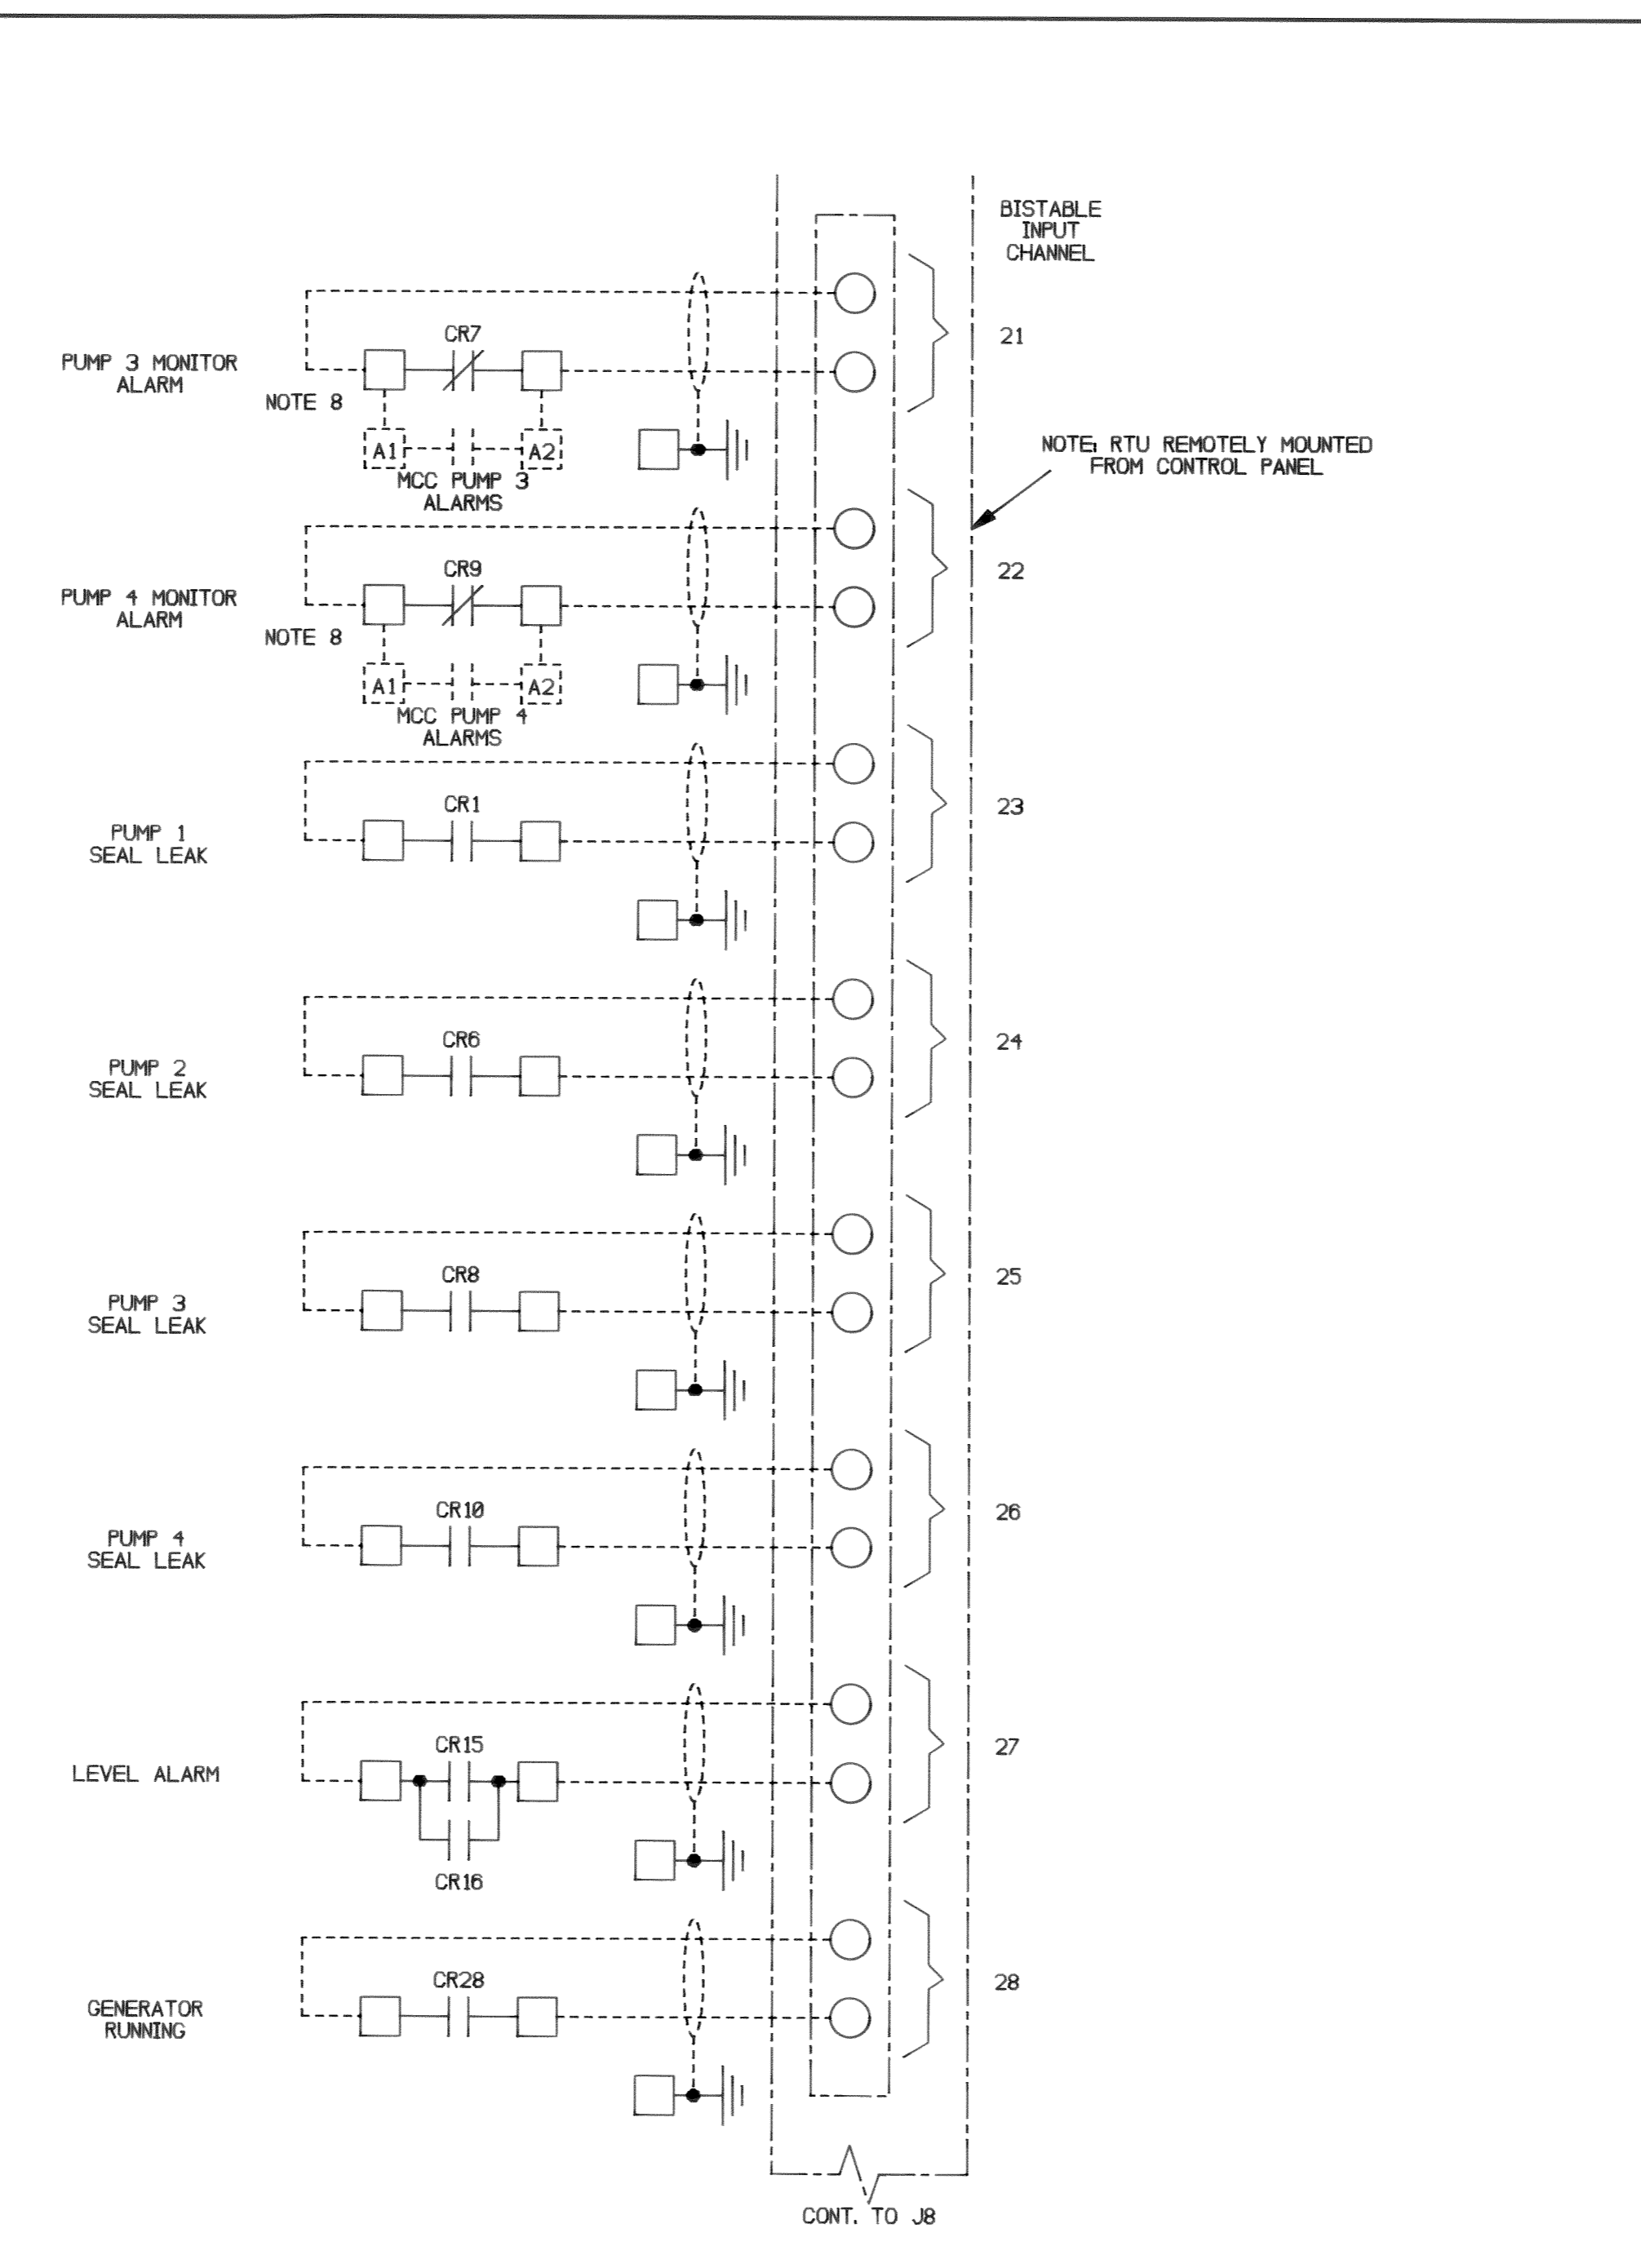 BISTABLE
INPUT
CHANNEL
CR7
21
PUMP 3 MONITOR
ALARM
NOTE 8
A1
A2
MCC PUMP 3
ALARMS
NOTE: RTU REMOTELY MOUNTED
FROM CONTROL PANEL
CR9
22
PUMP 4 MONITOR
ALARM
NOTE 8
A1
A2
MCC PUMP 4
ALARMS
CR1
23
PUMP 1
SEAL LEAK
CR6
24
PUMP 2
SEAL LEAK
CR8
25
PUMP 3
SEAL LEAK
CR10
26
PUMP 4
SEAL LEAK
CR15
27
LEVEL ALARM
CR16
CR28
28
GENERATOR
RUNNING
CONT. TO J8